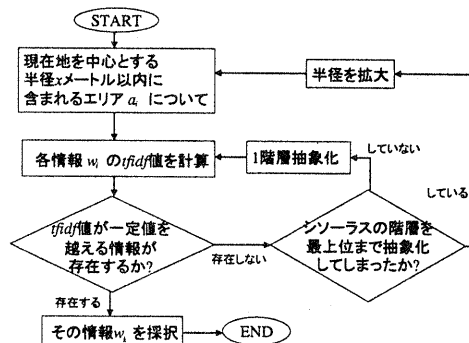 START
現在地を中心とする
半径xメートル以内に
含まれるエリア aᵢ について
半径を拡大
各情報 wᵢ のtfidf値を計算
1階層抽象化
していない
している
tfidf値が一定値を
越える情報が
存在するか?
存在しない
シソーラスの階層を
最上位まで抽象化
してしまったか?
存在する
その情報wᵢ を採択
END